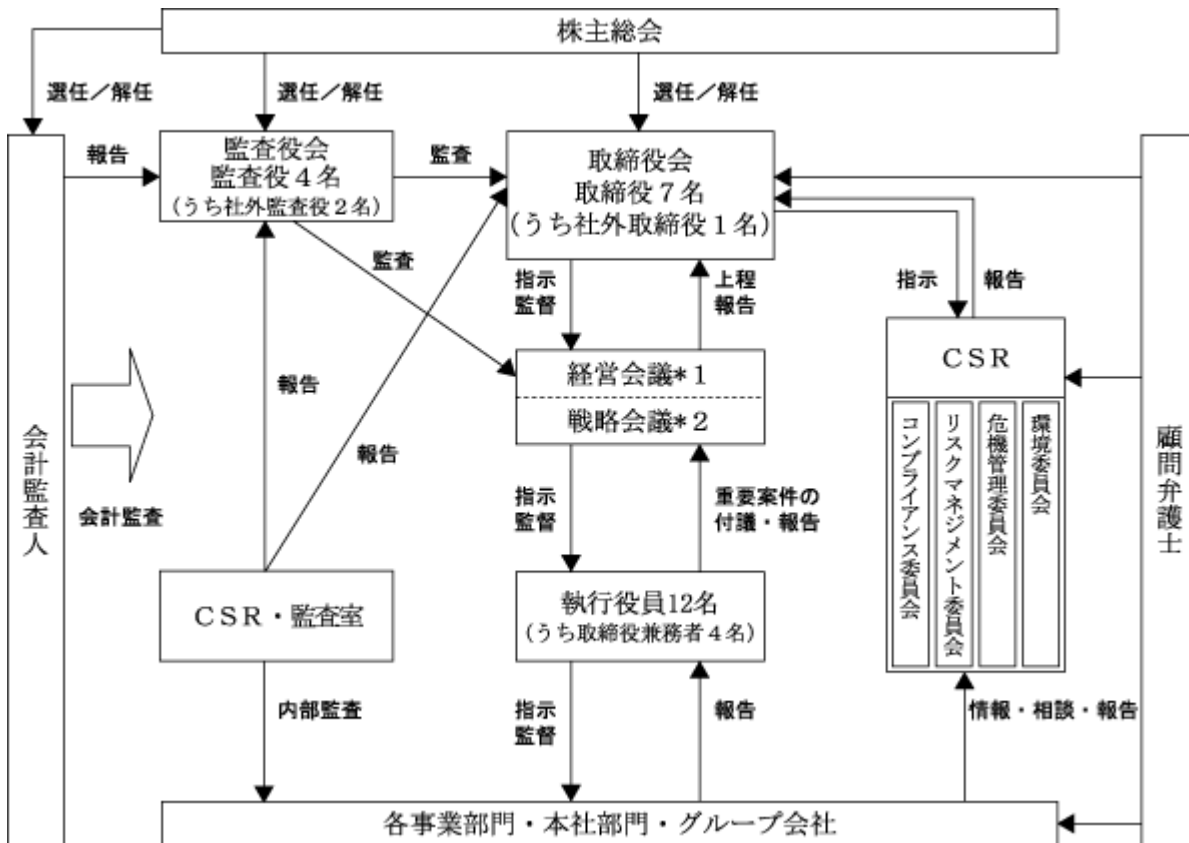 株主総会
選任／解任
選任／解任
選任／解任
報告
監査役会
監査役４名
（うち社外監査役２名）
監査
取締役会
取締役７名
（うち社外取締役１名）
監査
指示
監督
上程
報告
指示
報告
経営会議*１
戦略会議*２
ＣＳＲ
コンプライアンス委員会
リスクマネジメント委員会
危機管理委員会
環境委員会
会計監査人
会計監査
報告
報告
顧問弁護士
指示
監督
重要案件の
付議・報告
ＣＳＲ・監査室
執行役員12名
（うち取締役兼務者４名）
内部監査
指示
監督
報告
情報・相談・報告
各事業部門・本社部門・グループ会社